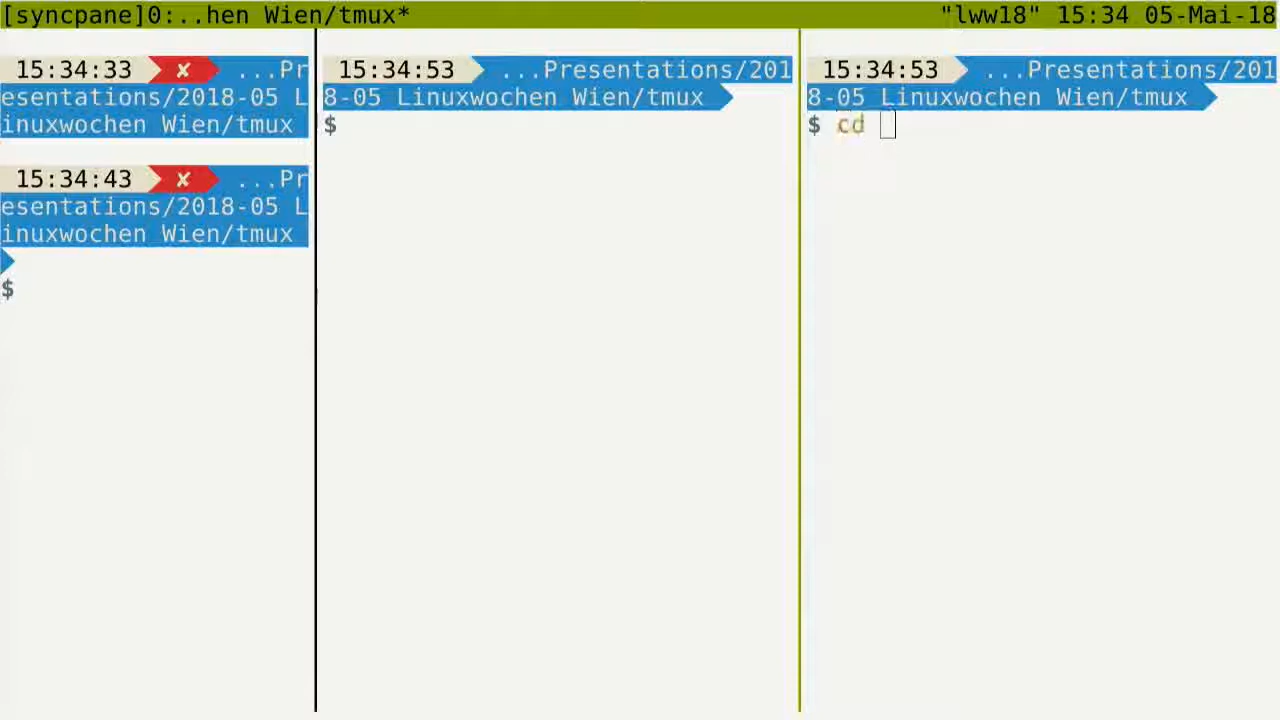 [syncpane]0:..hen Wien/tmux* "lww18" 15:34 05-Mai-18
15:34:33 ✘ ...Pr
esentations/2018-05 L
inuxwochen Wien/tmux
15:34:43 ✘ ...Pr
esentations/2018-05 L
inuxwochen Wien/tmux
$
15:34:53 ...Presentations/201
8-05 Linuxwochen Wien/tmux
$
15:34:53 ...Presentations/201
8-05 Linuxwochen Wien/tmux
$ cd